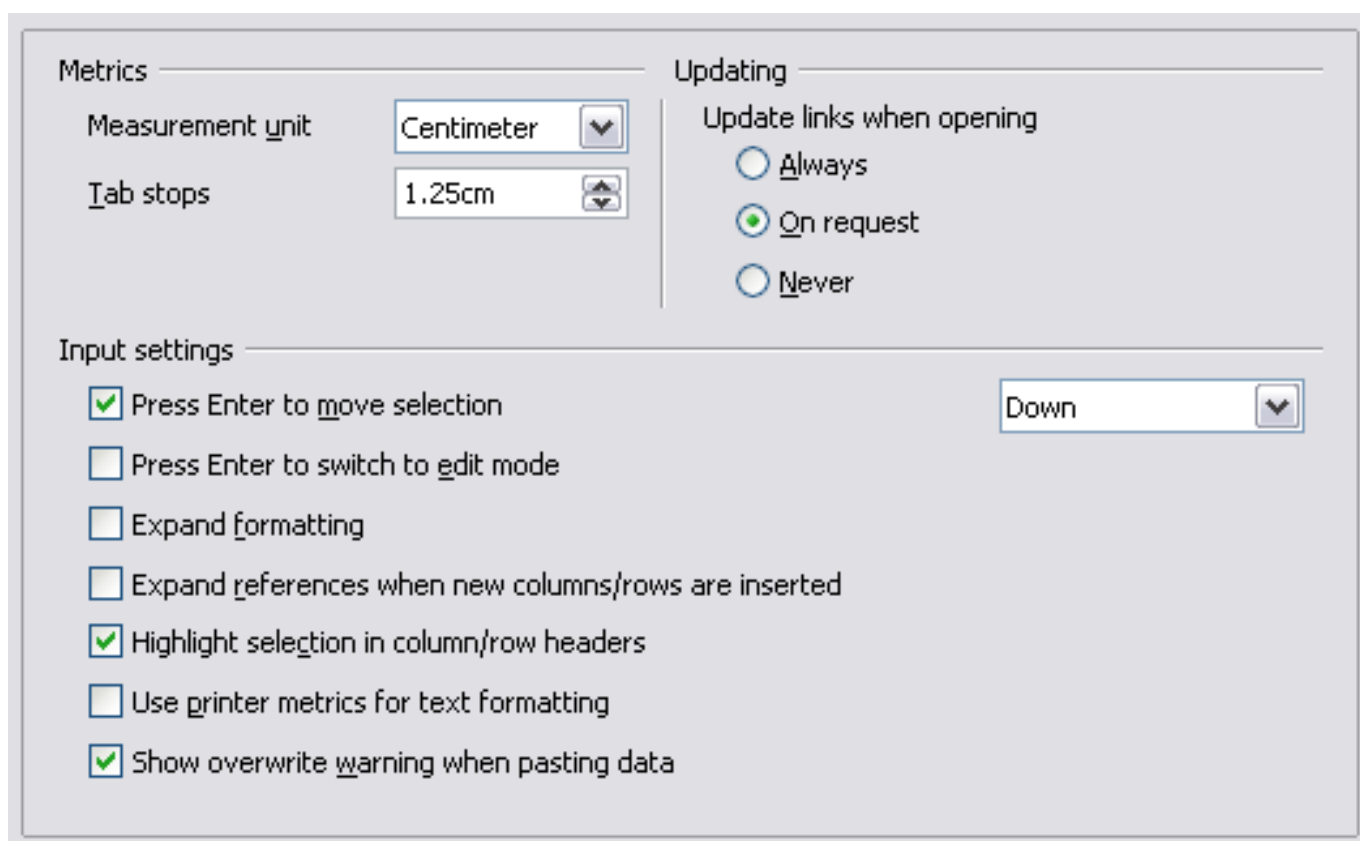 Metrics
Measurement unit
Centimeter
Tab stops
1.25cm
Updating
Update links when opening
Always
On request
Never
Input settings
Press Enter to move selection
Down
Press Enter to switch to edit mode
Expand formatting
Expand references when new columns/rows are inserted
Highlight selection in column/row headers
Use printer metrics for text formatting
Show overwrite warning when pasting data